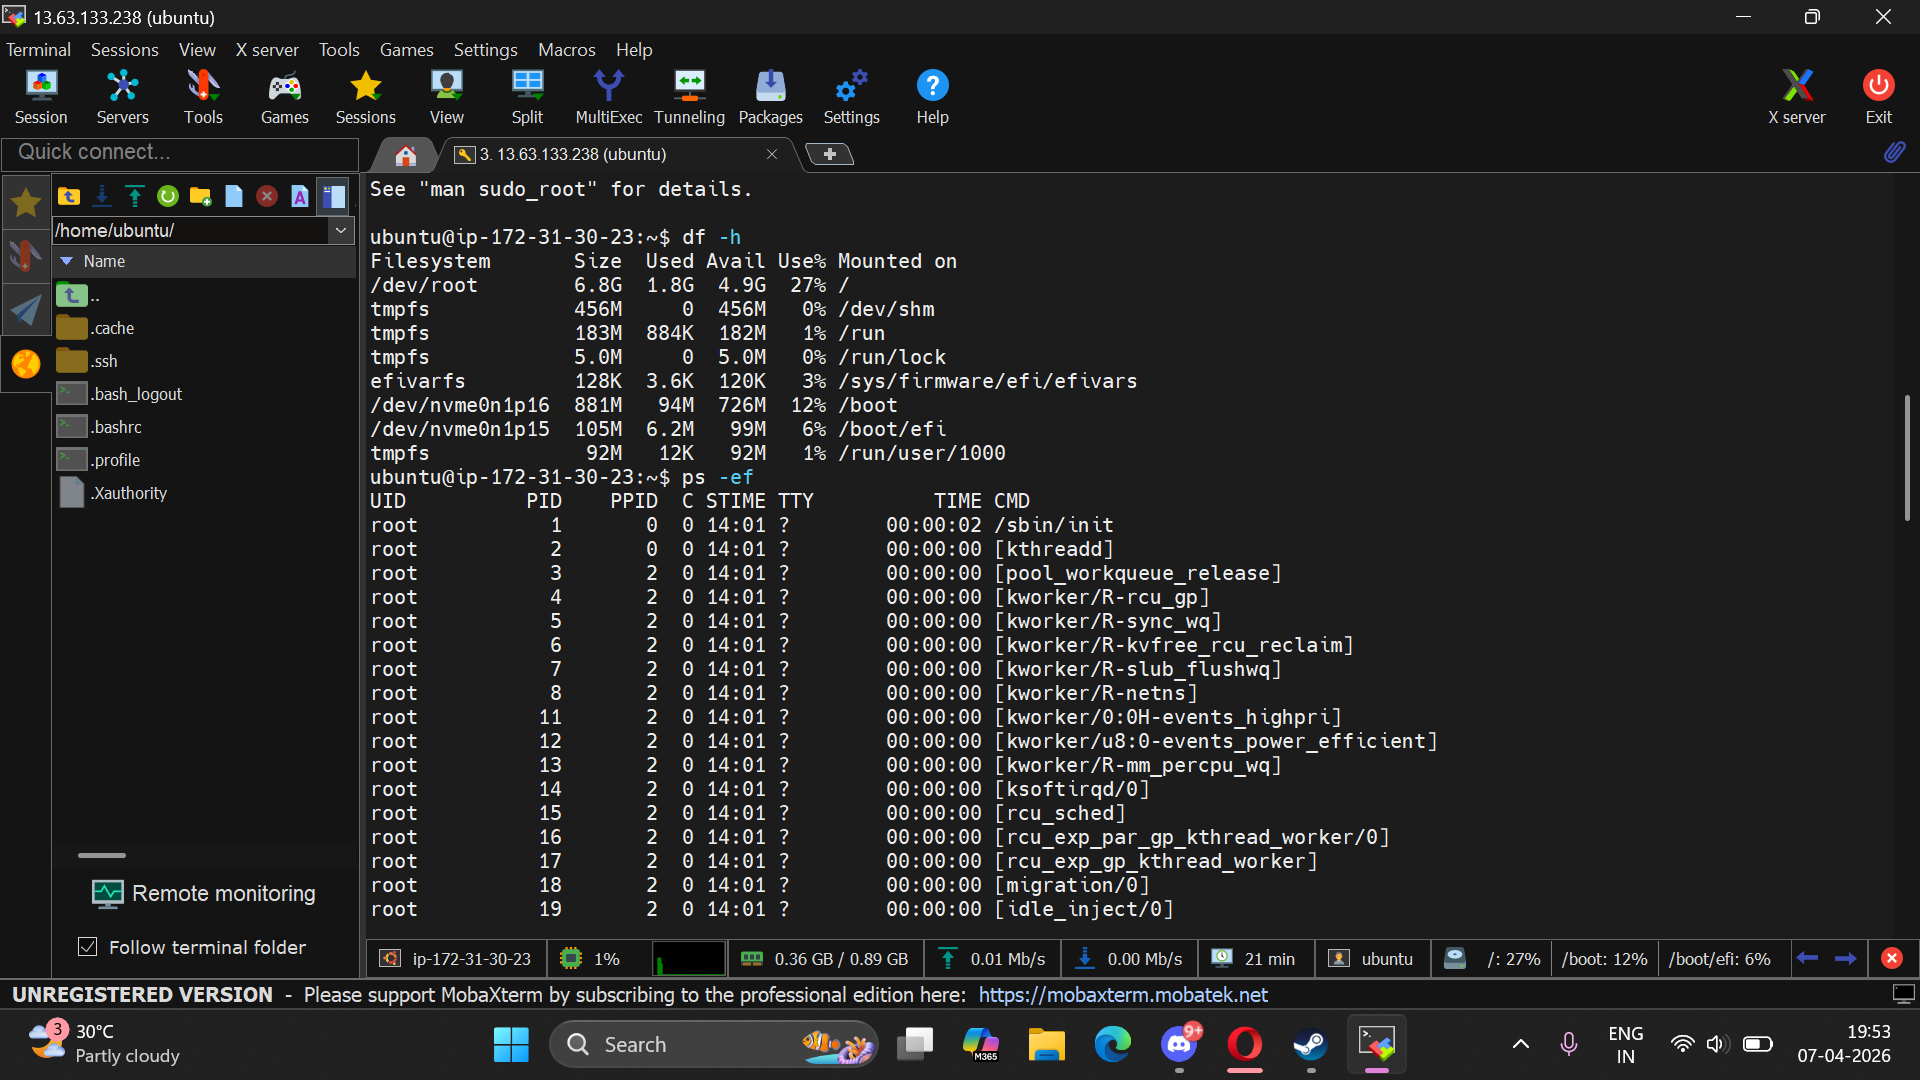 13.63.133.238 (ubuntu)
Terminal Sessions View X server Tools Games Settings Macros Help
Session Servers Tools Games Sessions View Split MultiExec Tunneling Packages Settings Help X server Exit
Quick connect...
3. 13.63.133.238 (ubuntu)
/home/ubuntu/
Name
..
.cache
.ssh
.bash_logout
.bashrc
.profile
.Xauthority
Remote monitoring
Follow terminal folder
See "man sudo_root" for details.
ubuntu@ip-172-31-30-23:~$ df -h
Filesystem Size Used Avail Use% Mounted on
/dev/root 6.8G 1.8G 4.9G 27% /
tmpfs 456M 0 456M 0% /dev/shm
tmpfs 183M 884K 182M 1% /run
tmpfs 5.0M 0 5.0M 0% /run/lock
efivarfs 128K 3.6K 120K 3% /sys/firmware/efi/efivars
/dev/nvme0n1p16 881M 94M 726M 12% /boot
/dev/nvme0n1p15 105M 6.2M 99M 6% /boot/efi
tmpfs 92M 12K 92M 1% /run/user/1000
ubuntu@ip-172-31-30-23:~$ ps -ef
UID PID PPID C STIME TTY TIME CMD
root 1 0 0 14:01 ? 00:00:02 /sbin/init
root 2 0 0 14:01 ? 00:00:00 [kthreadd]
root 3 2 0 14:01 ? 00:00:00 [pool_workqueue_release]
root 4 2 0 14:01 ? 00:00:00 [kworker/R-rcu_gp]
root 5 2 0 14:01 ? 00:00:00 [kworker/R-sync_wq]
root 6 2 0 14:01 ? 00:00:00 [kworker/R-kvfree_rcu_reclaim]
root 7 2 0 14:01 ? 00:00:00 [kworker/R-slub_flushwq]
root 8 2 0 14:01 ? 00:00:00 [kworker/R-netns]
root 11 2 0 14:01 ? 00:00:00 [kworker/0:0H-events_highpri]
root 12 2 0 14:01 ? 00:00:00 [kworker/u8:0-events_power_efficient]
root 13 2 0 14:01 ? 00:00:00 [kworker/R-mm_percpu_wq]
root 14 2 0 14:01 ? 00:00:00 [ksoftirqd/0]
root 15 2 0 14:01 ? 00:00:00 [rcu_sched]
root 16 2 0 14:01 ? 00:00:00 [rcu_exp_par_gp_kthread_worker/0]
root 17 2 0 14:01 ? 00:00:00 [rcu_exp_gp_kthread_worker]
root 18 2 0 14:01 ? 00:00:00 [migration/0]
root 19 2 0 14:01 ? 00:00:00 [idle_inject/0]
ip-172-31-30-23 1% 0.36 GB / 0.89 GB 0.01 Mb/s 0.00 Mb/s 21 min ubuntu /: 27% /boot: 12% /boot/efi: 6%
UNREGISTERED VERSION - Please support MobaXterm by subscribing to the professional edition here: https://mobaxterm.mobatek.net
3 30°C
Partly cloudy
Search
M365
9+
ENG
IN
19:53
07-04-2026